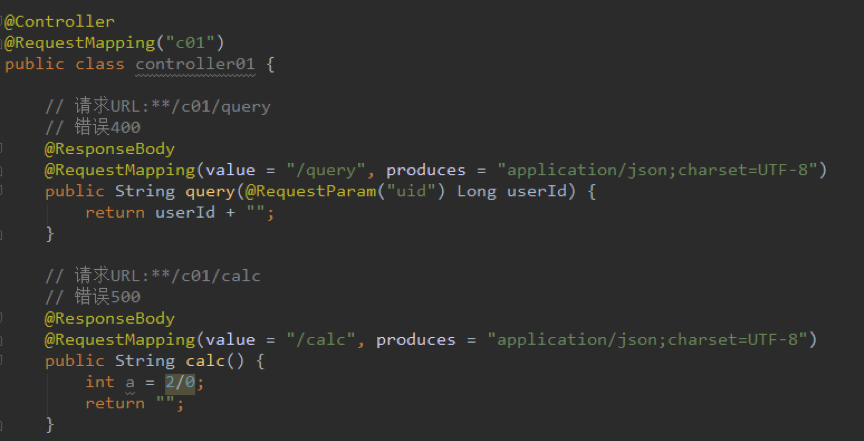 @Controller
@RequestMapping("c01")
public class controller01 {
// 请求URL:**/c01/query
// 错误400
@ResponseBody
@RequestMapping(value = "/query", produces = "application/json;charset=UTF-8")
public String query(@RequestParam("uid") Long userId) {
return userId + "";
}
// 请求URL:**/c01/calc
// 错误500
@ResponseBody
@RequestMapping(value = "/calc", produces = "application/json;charset=UTF-8")
public String calc() {
int a = 2/0;
return "";
}